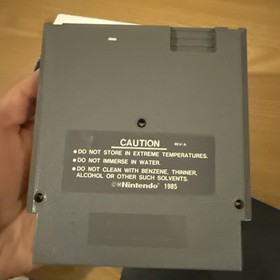 CAUTION REV-A
•DO NOT STORE IN EXTREME TEMPERATURES.
•DO NOT IMMERSE IN WATER.
•DO NOT CLEAN WITH BENZENE, THINNER,
ALCOHOL OR OTHER SUCH SOLVENTS.
©®Nintendo 1985